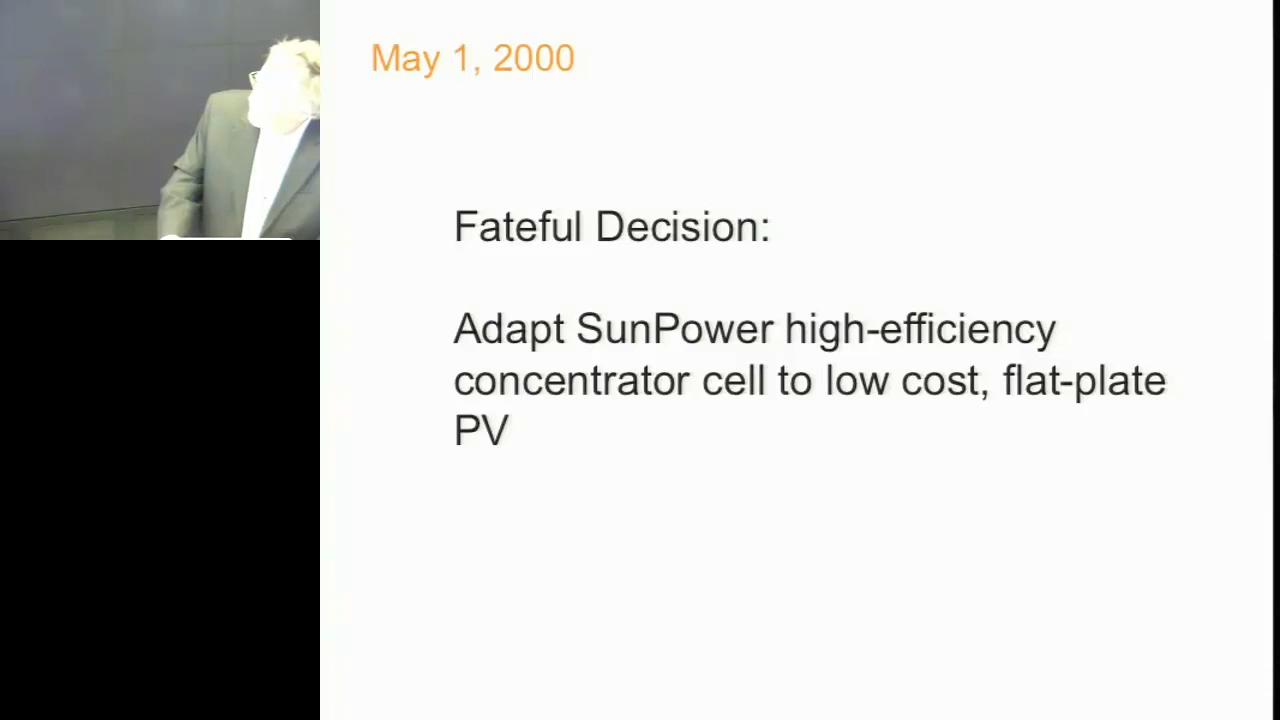 May 1, 2000
Fateful Decision:
Adapt SunPower high-efficiency
concentrator cell to low cost, flat-plate
PV